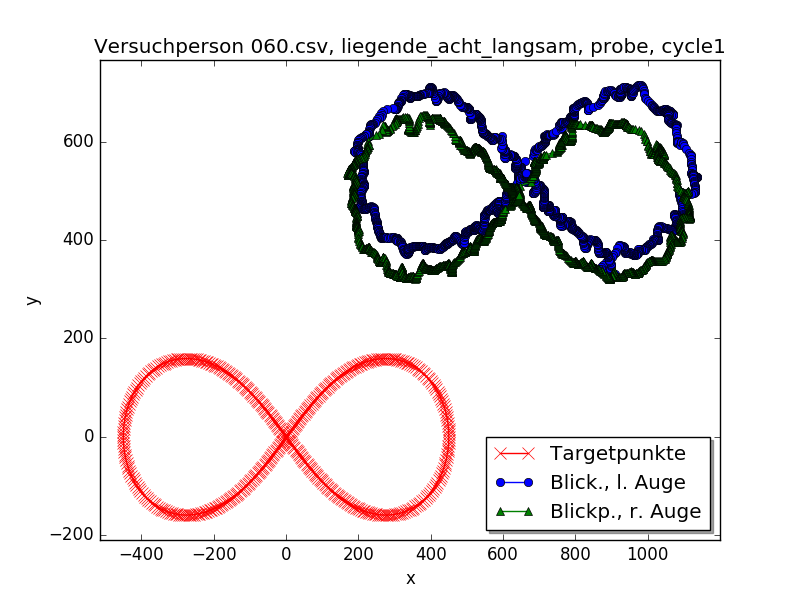 Versuchperson 060.csv, liegende_acht_langsam, probe, cycle1
600
400
200
0
−200
y
−400
−200
0
200
400
600
800
1000
x
Targetpunkte
Blick., l. Auge
Blickp., r. Auge